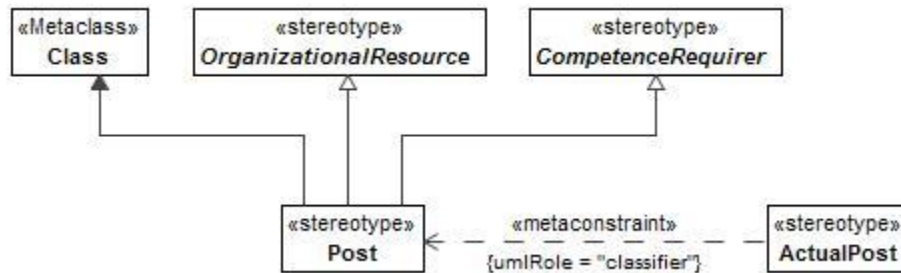 «Metaclass»
Class
«stereotype»
OrganizationalResource
«stereotype»
CompetenceRequirer
«stereotype»
Post
«metaconstraint»
{umlRole = "classifier"}
«stereotype»
ActualPost